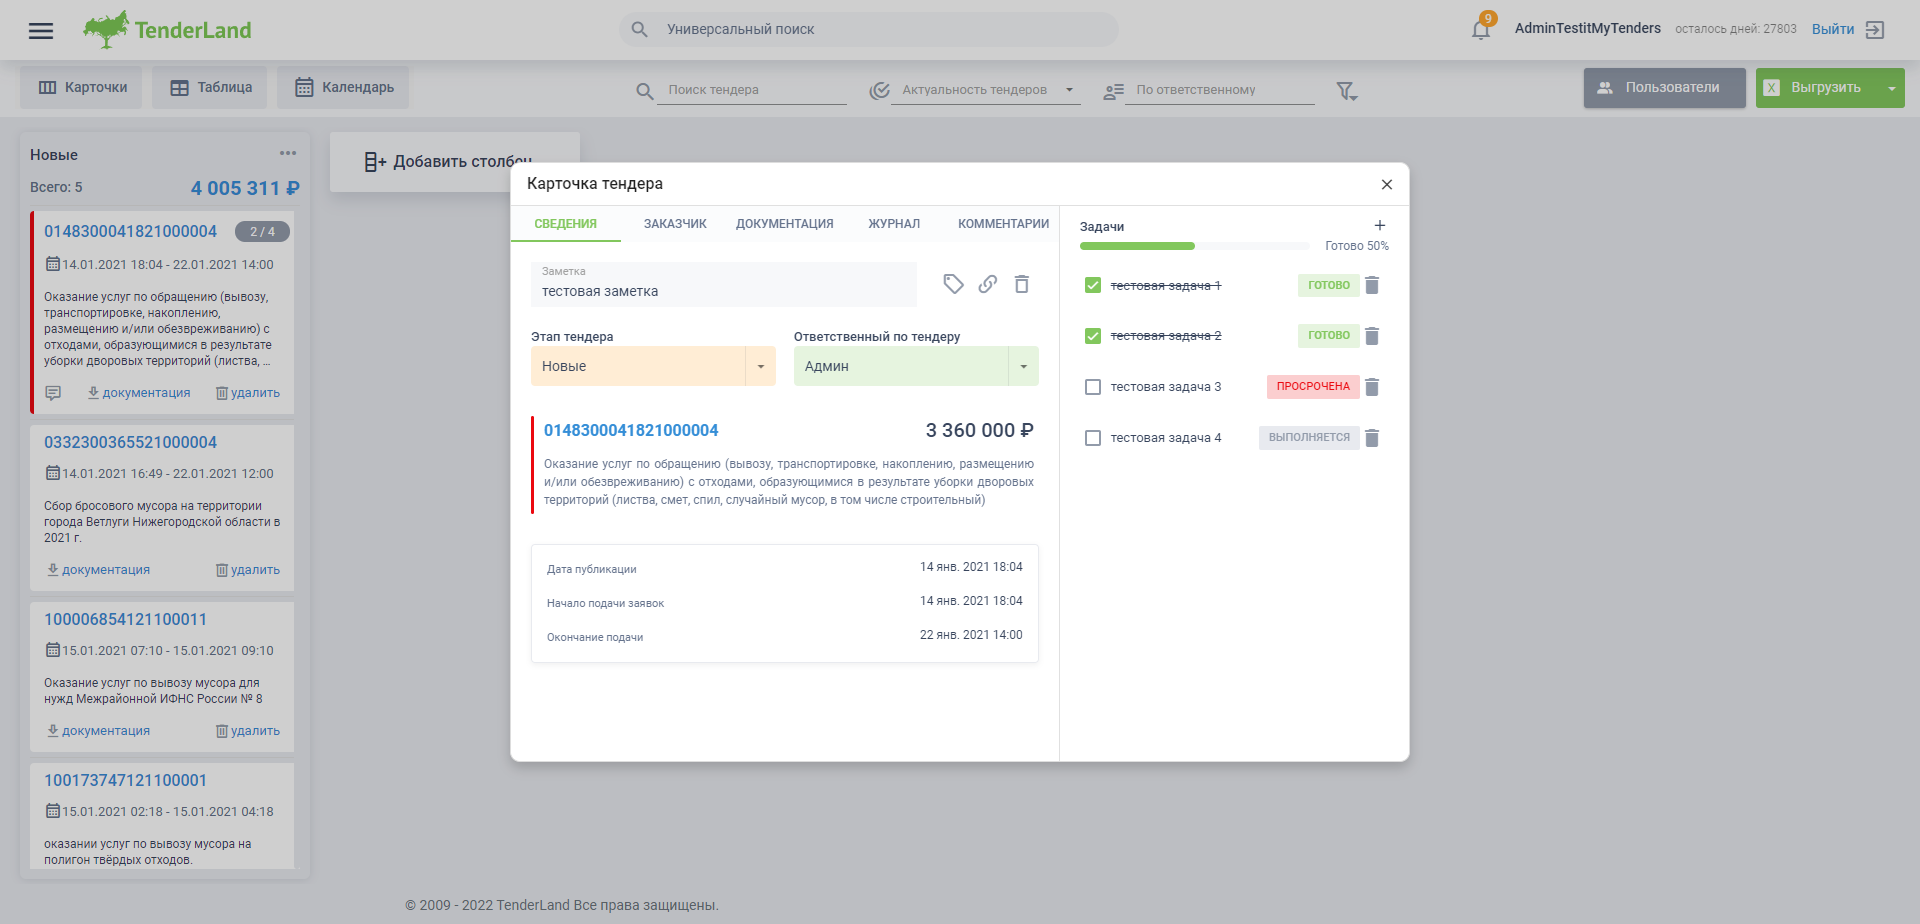 TenderLand
Универсальный поиск
9
AdminTestitMyTenders
осталось дней: 27803
Выйти
Карточки
Таблица
Календарь
Поиск тендера
Актуальность тендеров
По ответственному
Пользователи
X
Выгрузить
Новые
Всего: 5
4 005 311 ₽
0148300041821000004
2 / 4
14.01.2021 18:04 - 22.01.2021 14:00
Оказание услуг по обращению (вывозу,
транспортировке, накоплению,
размещению и/или обезвреживанию) с
отходами, образующимися в результате
уборки дворовых территорий (листва, ...
документация
удалить
0332300365521000004
14.01.2021 16:49 - 22.01.2021 12:00
Сбор бросового мусора на территории
города Ветлуги Нижегородской области в
2021 г.
документация
удалить
100006854121100011
15.01.2021 07:10 - 15.01.2021 09:10
Оказание услуг по вывозу мусора для
нужд Межрайонной ИФНС России № 8
документация
удалить
100173747121100001
15.01.2021 02:18 - 15.01.2021 04:18
оказании услуг по вывозу мусора на
полигон твёрдых отходов.
Добавить столбец
Карточка тендера
СВЕДЕНИЯ
ЗАКАЗЧИК
ДОКУМЕНТАЦИЯ
ЖУРНАЛ
КОММЕНТАРИИ
Заметка
тестовая заметка
Этап тендера
Ответственный по тендеру
Новые
Админ
0148300041821000004
3 360 000 ₽
Оказание услуг по обращению (вывозу, транспортировке, накоплению, размещению
и/или обезвреживанию) с отходами, образующимися в результате уборки дворовых
территорий (листва, смет, спил, случайный мусор, в том числе строительный)
Дата публикации
14 янв. 2021 18:04
Начало подачи заявок
14 янв. 2021 18:04
Окончание подачи
22 янв. 2021 14:00
Задачи
Готово 50%
тестовая задача 1
ГОТОВО
тестовая задача 2
ГОТОВО
тестовая задача 3
ПРОСРОЧЕНА
тестовая задача 4
ВЫПОЛНЯЕТСЯ
© 2009 - 2022 TenderLand Все права защищены.